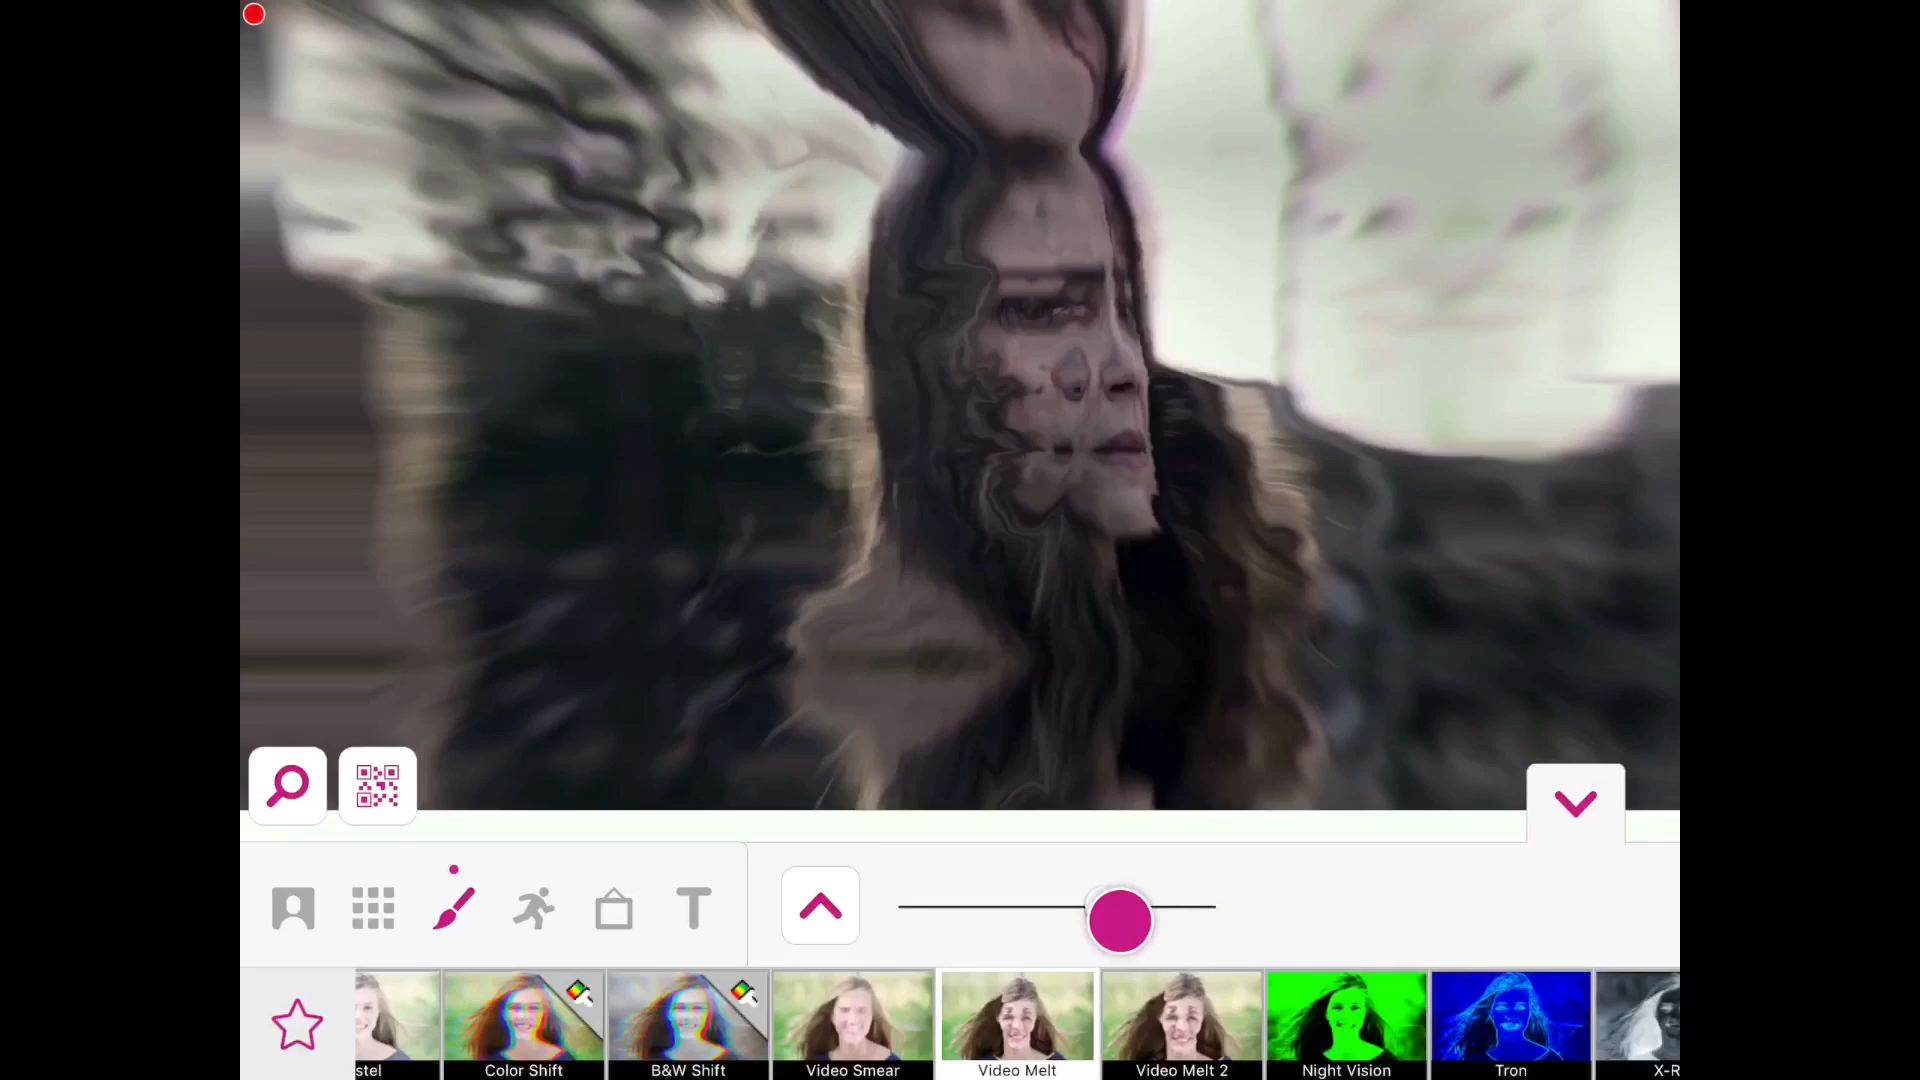 T
stel
Color Shift
B&W Shift
Video Smear
Video Melt
Video Melt 2
Night Vision
Tron
X-R